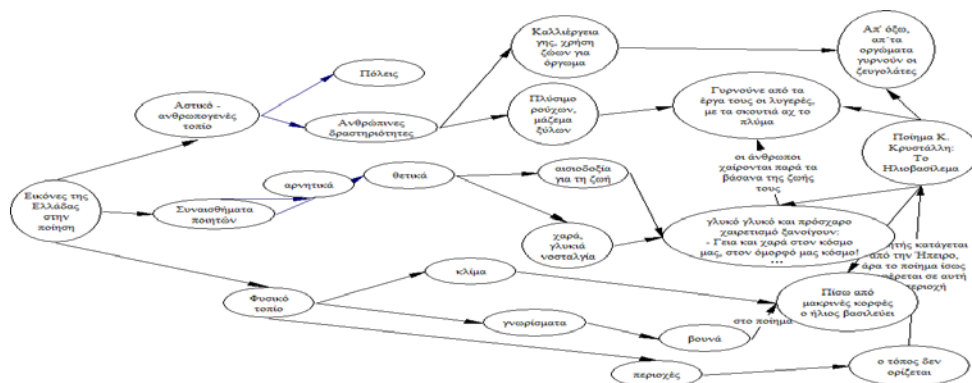 Καλλιέργεια
γης, χρήση
ζώων για
όργωμα
Απ' όξω,
απ΄τα
οργώματα
γυρνούν οι
ζευγολάτες
Πόλεις
Αστικό -
ανθρωπογενές
τοπίο
Ανθρώπινες
δραστηριότητες
Πλύσιμο
ρούχων,
μάζεμα
ξύλων
Γυρνούνε από τα
έργα τους οι λυγερές,
με τα σκουτιά αχ το
πλύμα
Ποίημα Κ.
Κρυστάλλη:
Το
Ηλιοβασίλεμα
οι άνθρωποι
χαίρονται παρά τα
βάσανα της ζωής
τους
Εικόνες της
Ελλάδας
στην
ποίηση
Συναισθήματα
ποιητών
αρνητικά
θετικά
αισιοδοξία
για τη ζωή
χαρά,
γλυκιά
νοσταλγία
γλυκό γλυκό και πρόσχαρο
χαιρετισμό ξανοίγουν:
- Γεια και χαρά στον κόσμο
μας, στον όμορφό μας κόσμο!
...
κατάγεται
από την Ήπειρο,
άρα το ποίημα ίσως
σε αυτή
Φυσικό
τοπίο
κλίμα
γνωρίσματα
βουνά
στο ποίημα
Πίσω από
μακρινές κορφές
ο ήλιος βασιλεύει
περιοχές
ο τόπος δεν
ορίζεται